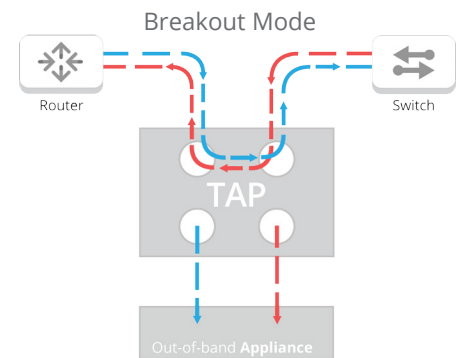 Breakout Mode
Router
Switch
TAP
Out-of-band Appliance